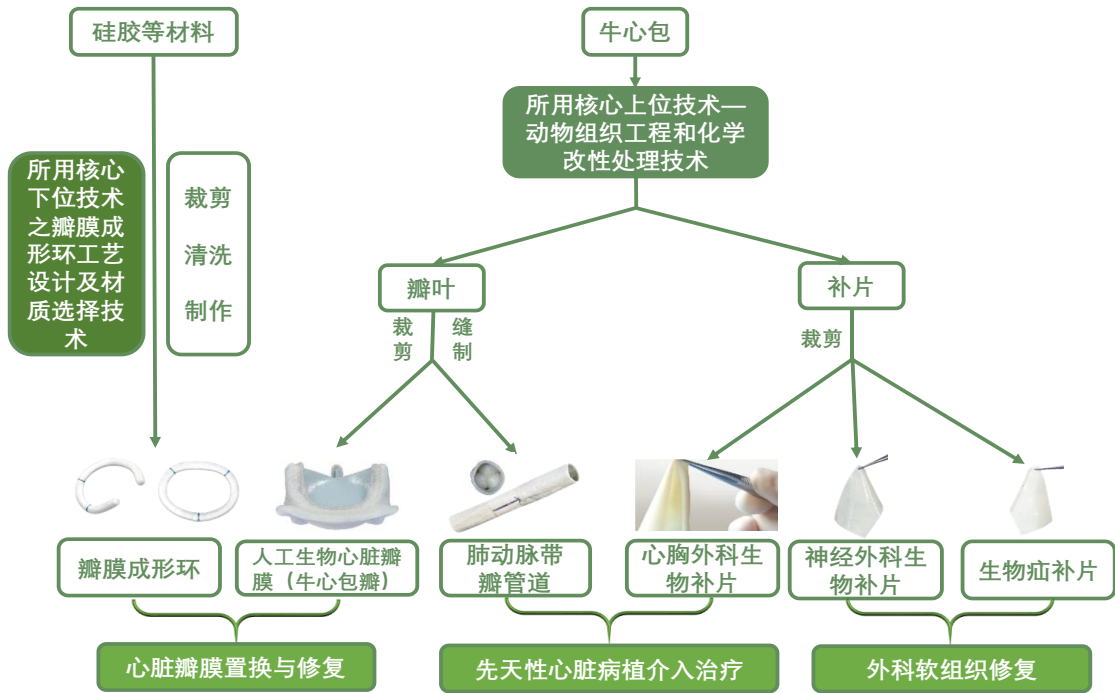 硅胶等材料
牛心包
所用核心上位技术—
动物组织工程和化学
改性处理技术
所用核心
下位技术
之瓣膜成
形环工艺
设计及材
质选择技
术
裁剪
清洗
制作
瓣叶
补片
裁
剪
缝
制
裁剪
瓣膜成形环
人工生物心脏瓣
膜（牛心包瓣）
肺动脉带
瓣管道
心胸外科生
物补片
神经外科生
物补片
生物疝补片
心脏瓣膜置换与修复
先天性心脏病植介入治疗
外科软组织修复